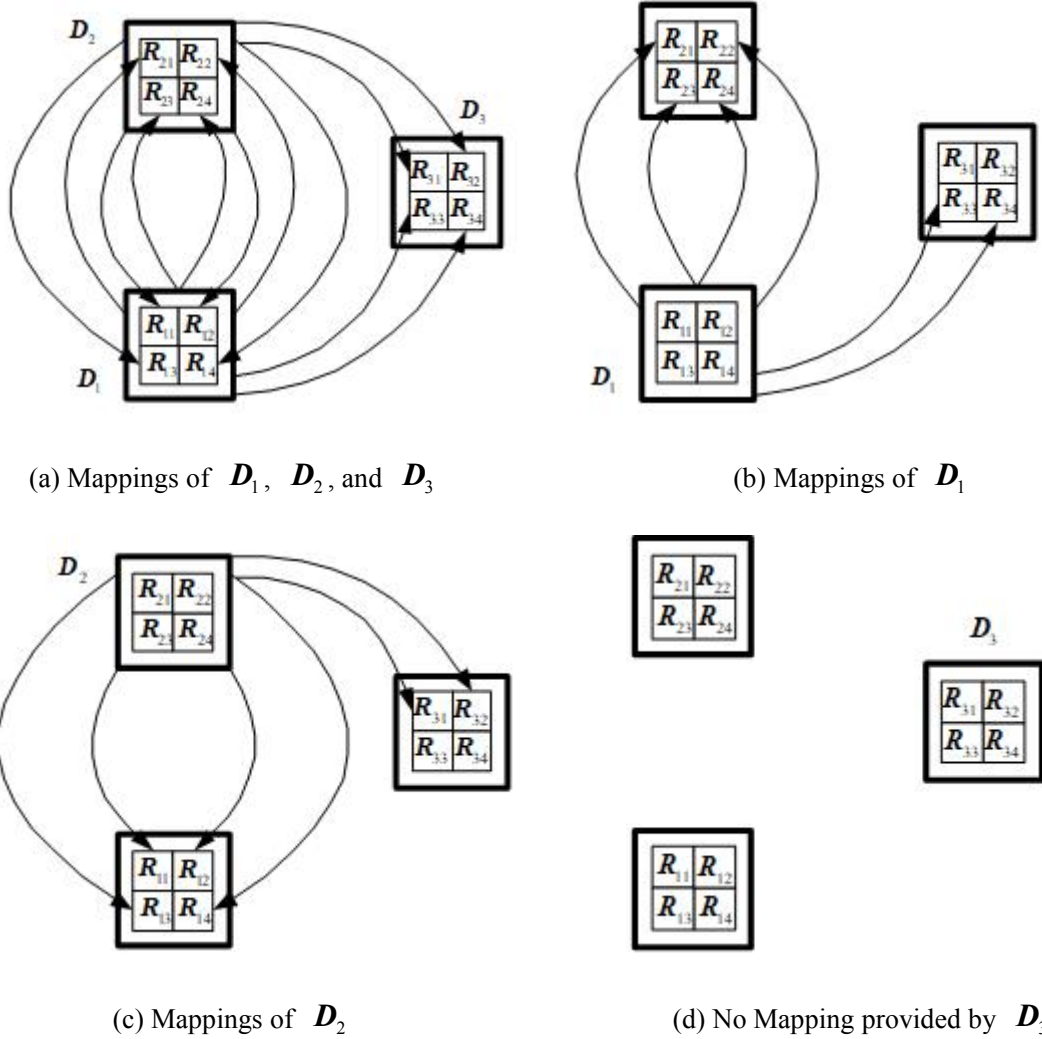 D₂
R₂₁ R₂₂
R₂₃ R₂₄
D₃
R₃₁ R₃₂
R₃₃ R₃₄
R₁₁ R₁₂
R₁₃ R₁₄
D₁
(a) Mappings of D₁, D₂, and D₃
R₂₁ R₂₂
R₂₃ R₂₄
R₃₁ R₃₂
R₃₃ R₃₄
R₁₁ R₁₂
R₁₃ R₁₄
D₁
(b) Mappings of D₁
D₂
R₂₁ R₂₂
R₂₃ R₂₄
R₃₁ R₃₂
R₃₃ R₃₄
R₁₁ R₁₂
R₁₃ R₁₄
(c) Mappings of D₂
R₂₁ R₂₂
R₂₃ R₂₄
D₃
R₃₁ R₃₂
R₃₃ R₃₄
R₁₁ R₁₂
R₁₃ R₁₄
(d) No Mapping provided by D₃